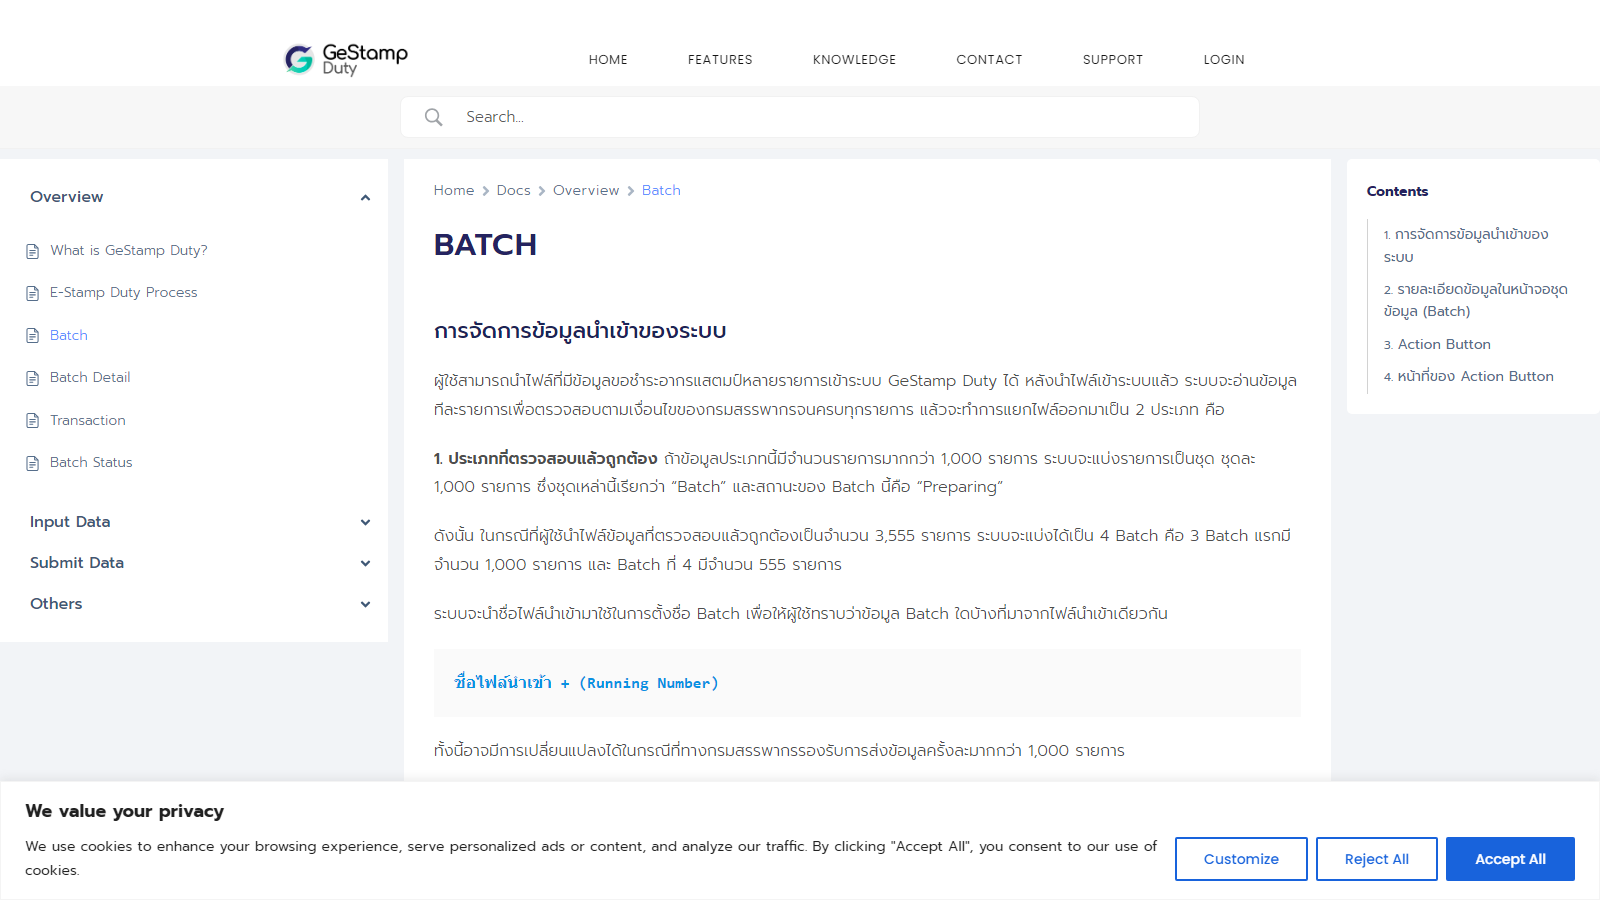 GeStamp
Duty
HOME
FEATURES
KNOWLEDGE
CONTACT
SUPPORT
LOGIN
Search...
Overview
What is GeStamp Duty?
E-Stamp Duty Process
Batch
Batch Detail
Transaction
Batch Status
Input Data
Submit Data
Others
Home > Docs > Overview > Batch
BATCH
การจัดการข้อมูลนำเข้าของระบบ
ผู้ใช้สามารถนำไฟล์ที่มีข้อมูลขอชำระอากรแสตมป์หลายรายการเข้าระบบ GeStamp Duty ได้ หลังนำไฟล์เข้าระบบแล้ว ระบบจะอ่านข้อมูล
ทีละรายการเพื่อตรวจสอบตามเงื่อนไขของกรมสรรพากรจนครบทุกรายการ แล้วจะทำการแยกไฟล์ออกมาเป็น 2 ประเภท คือ
1. ประเภทที่ตรวจสอบแล้วถูกต้อง ถ้าข้อมูลประเภทนี้มีจำนวนรายการมากกว่า 1,000 รายการ ระบบจะแบ่งรายการเป็นชุด ชุดละ
1,000 รายการ ซึ่งชุดเหล่านี้เรียกว่า “Batch” และสถานะของ Batch นี้คือ “Preparing”
ดังนั้น ในกรณีที่ผู้ใช้นำไฟล์ข้อมูลที่ตรวจสอบแล้วถูกต้องเป็นจำนวน 3,555 รายการ ระบบจะแบ่งได้เป็น 4 Batch คือ 3 Batch แรกมี
จำนวน 1,000 รายการ และ Batch ที่ 4 มีจำนวน 555 รายการ
ระบบจะนำชื่อไฟล์นำเข้ามาใช้ในการตั้งชื่อ Batch เพื่อให้ผู้ใช้ทราบว่าข้อมูล Batch ใดบ้างที่มาจากไฟล์นำเข้าเดียวกัน
ชื่อไฟล์นำเข้า + (Running Number)
ทั้งนี้อาจมีการเปลี่ยนแปลงได้ในกรณีที่ทางกรมสรรพากรรองรับการส่งข้อมูลครั้งละมากกว่า 1,000 รายการ
Contents
1. การจัดการข้อมูลนำเข้าของ
ระบบ
2. รายละเอียดข้อมูลในหน้าจอชุด
ข้อมูล (Batch)
3. Action Button
4. หน้าที่ของ Action Button
We value your privacy
We use cookies to enhance your browsing experience, serve personalized ads or content, and analyze our traffic. By clicking "Accept All", you consent to our use of
cookies.
Customize
Reject All
Accept All